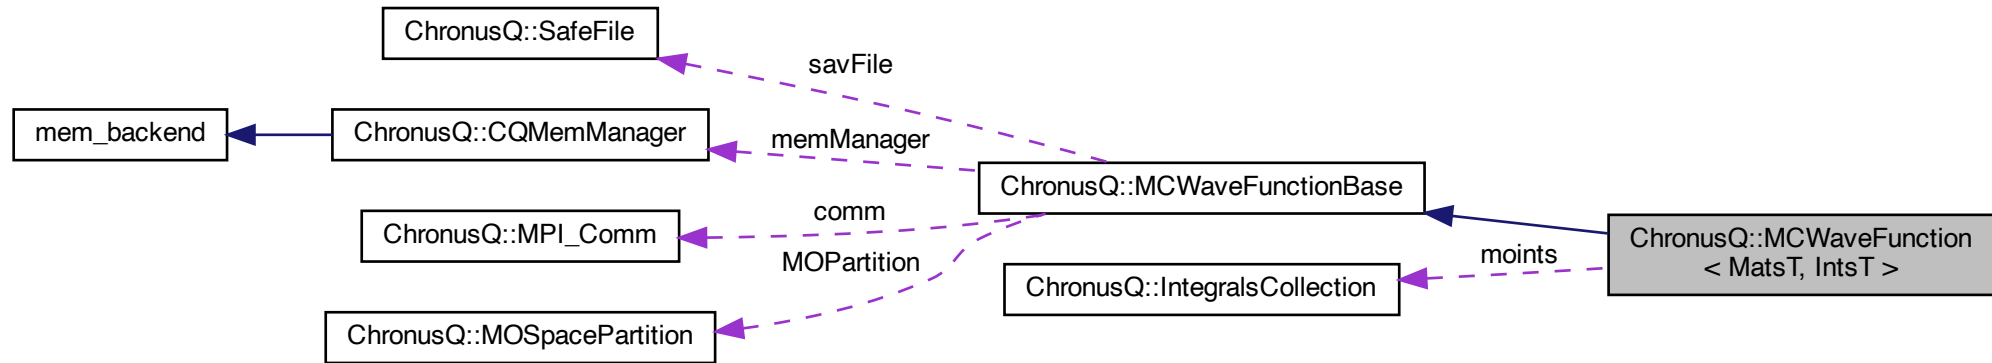 ChronusQ::SafeFile
savFile
mem_backend
ChronusQ::CQMemManager
memManager
ChronusQ::MCWaveFunctionBase
ChronusQ::MPI_Comm
comm
MOPartition
ChronusQ::MCWaveFunction
< MatsT, IntsT >
moints
ChronusQ::IntegralsCollection
ChronusQ::MOSpacePartition